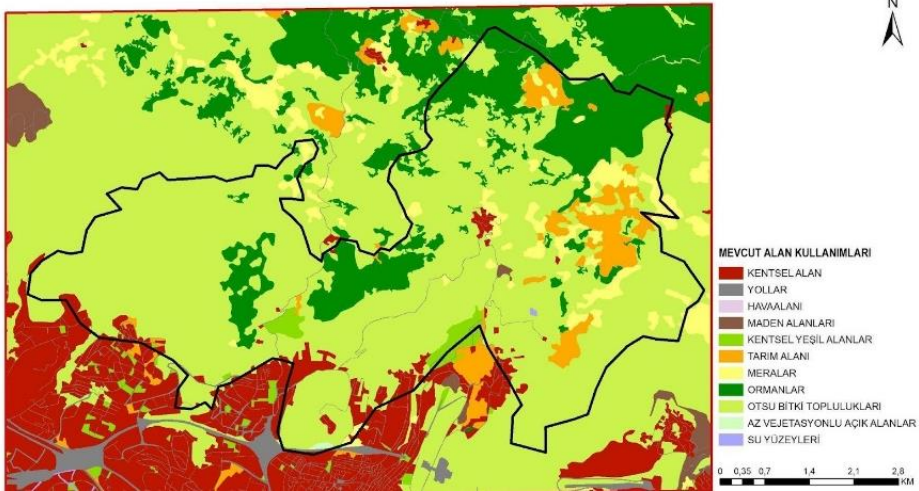 N
MEVCUT ALAN KULLANIMLARI
KENTSEL ALAN
YOLLAR
HAVAALANI
MADEN ALANLARI
KENTSEL YEŞİL ALANLAR
TARIM ALANI
MERALAR
ORMANLAR
OTSU BİTKİ TOPLULUKLARI
AZ VEJETASYONLU AÇIK ALANLAR
SU YÜZEYLERİ
0 0,35 0,7 1,4 2,1 2,8
KM